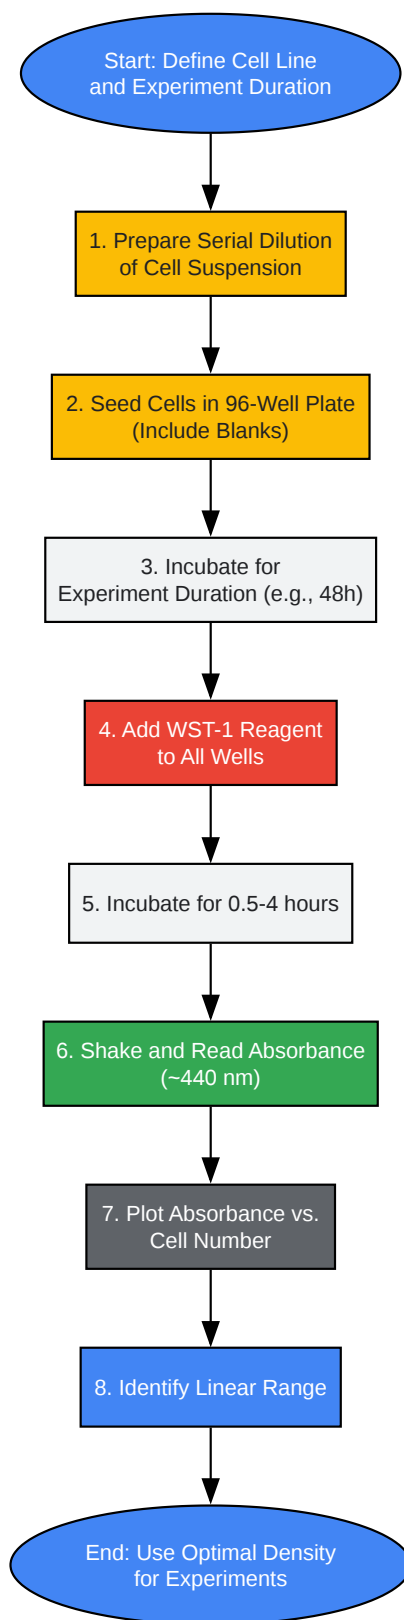 Start: Define Cell Line
and Experiment Duration
1. Prepare Serial Dilution
of Cell Suspension
2. Seed Cells in 96-Well Plate
(Include Blanks)
3. Incubate for
Experiment Duration (e.g., 48h)
4. Add WST-1 Reagent
to All Wells
5. Incubate for 0.5-4 hours
6. Shake and Read Absorbance
(~440 nm)
7. Plot Absorbance vs.
Cell Number
8. Identify Linear Range
End: Use Optimal Density
for Experiments